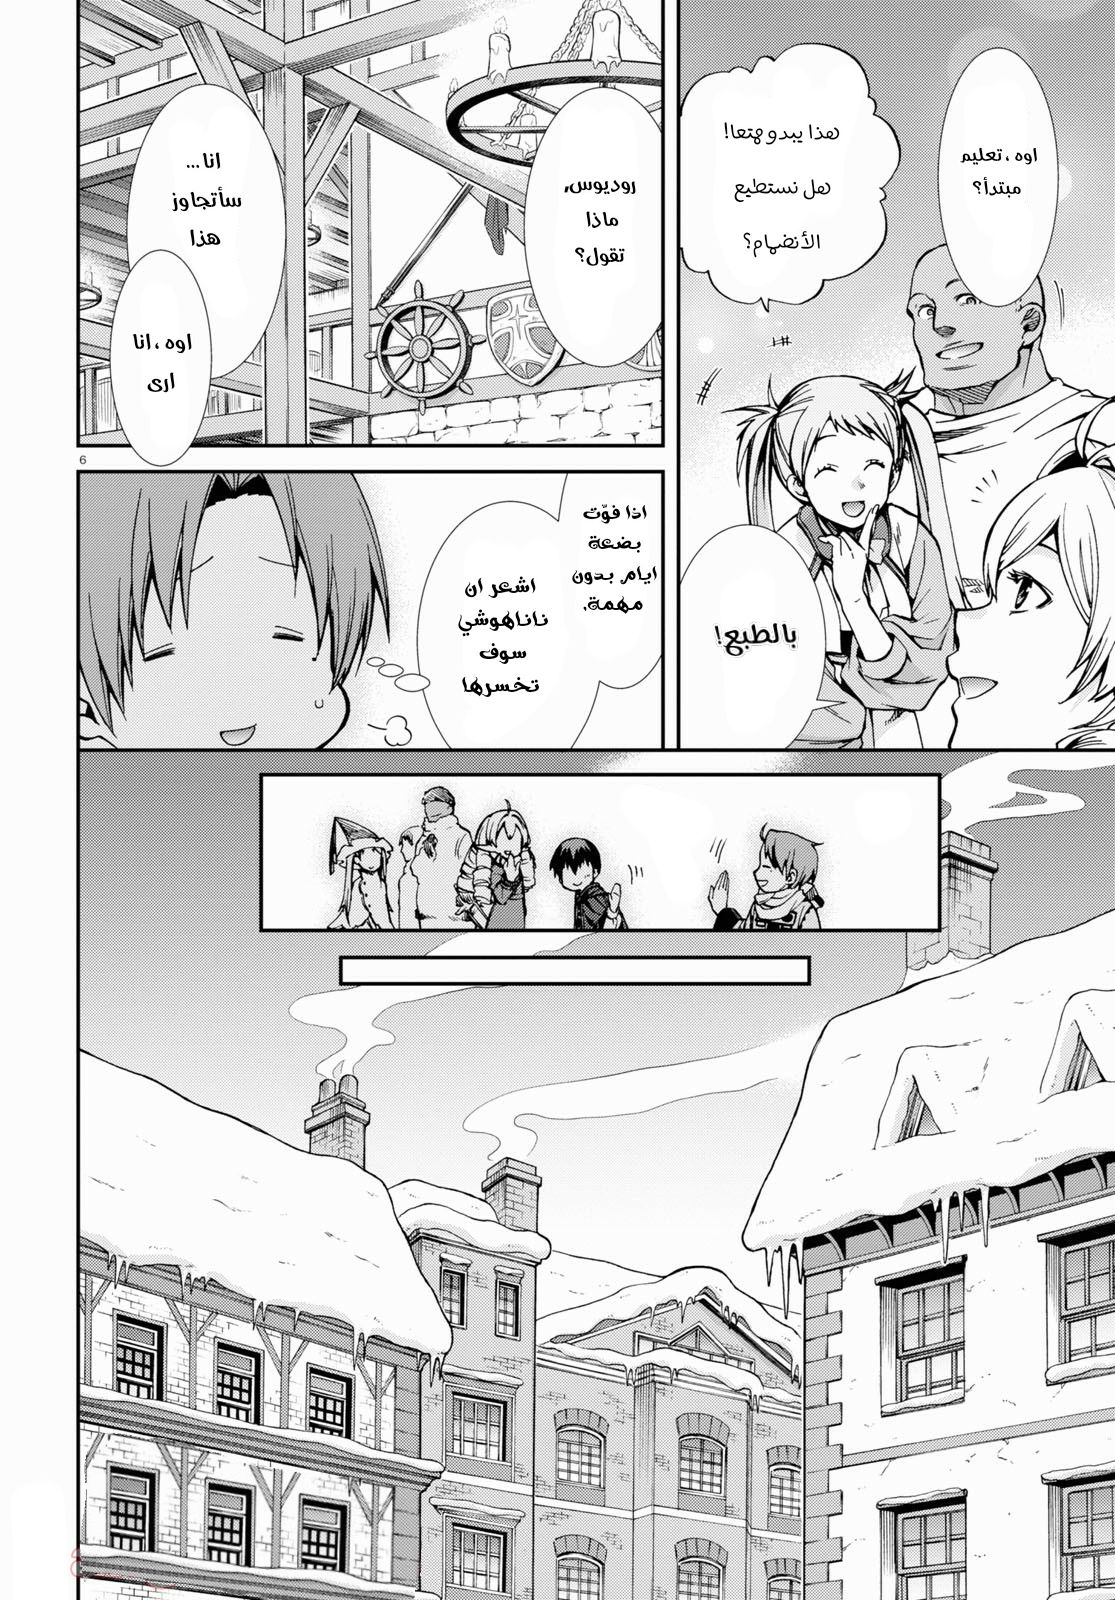 اوه ،تعليم
مبتدأ؟
هذا يبدو ممتعا!
هل نستطيع
الأنضمام؟
بالطبع!
روديوس,
ماذا
تقول؟
انا ...
سأتجاوز
هذا
اوه ،انا
ارى
6
اذا فوّت
بضعة
ايام بدون
مهمة,
اشعر ان
ناناهوشي
سوف
تخسرها